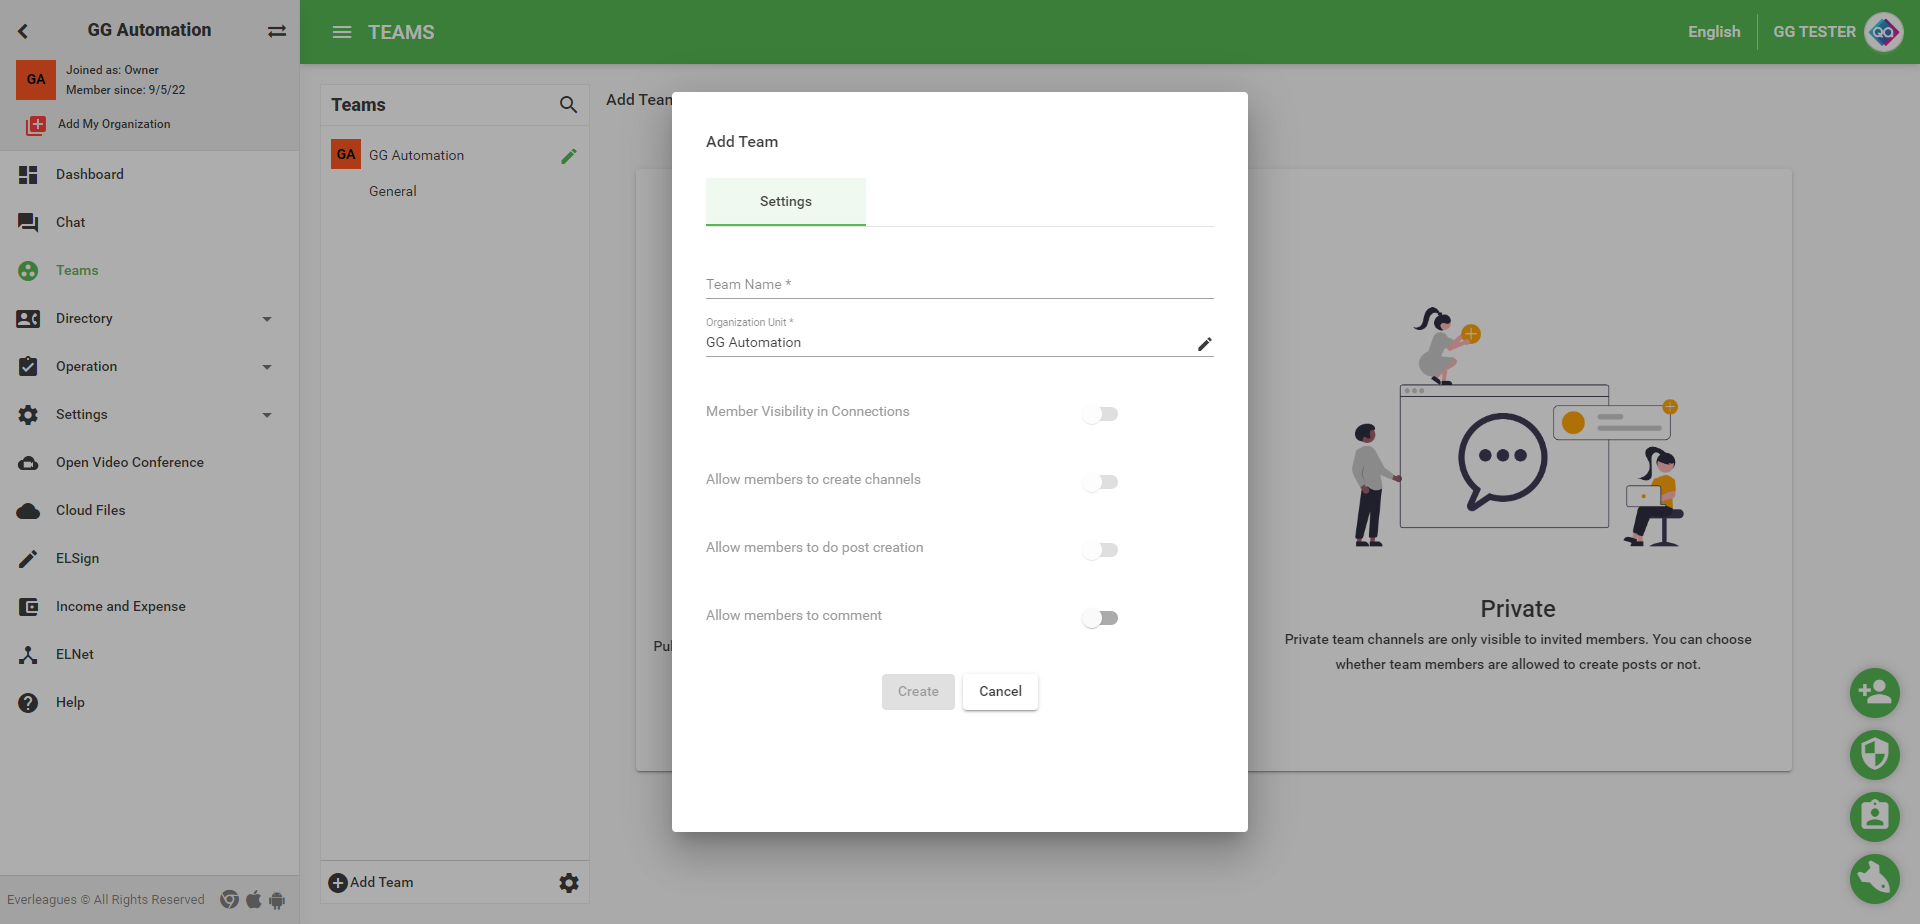 GG Automation
GA
Joined as: Owner
Member since: 9/5/22
Add My Organization
Dashboard
Chat
Teams
Directory
Operation
Settings
Open Video Conference
Cloud Files
ELSign
Income and Expense
ELNet
Help
Everleagues © All Rights Reserved
TEAMS
English
GG TESTER
QA
Teams
GA
GG Automation
General
Add Team
Add Team
Settings
Team Name *
Organization Unit *
GG Automation
Member Visibility in Connections
Allow members to create channels
Allow members to do post creation
Allow members to comment
Create
Cancel
Private
Private team channels are only visible to invited members. You can choose
whether team members are allowed to create posts or not.